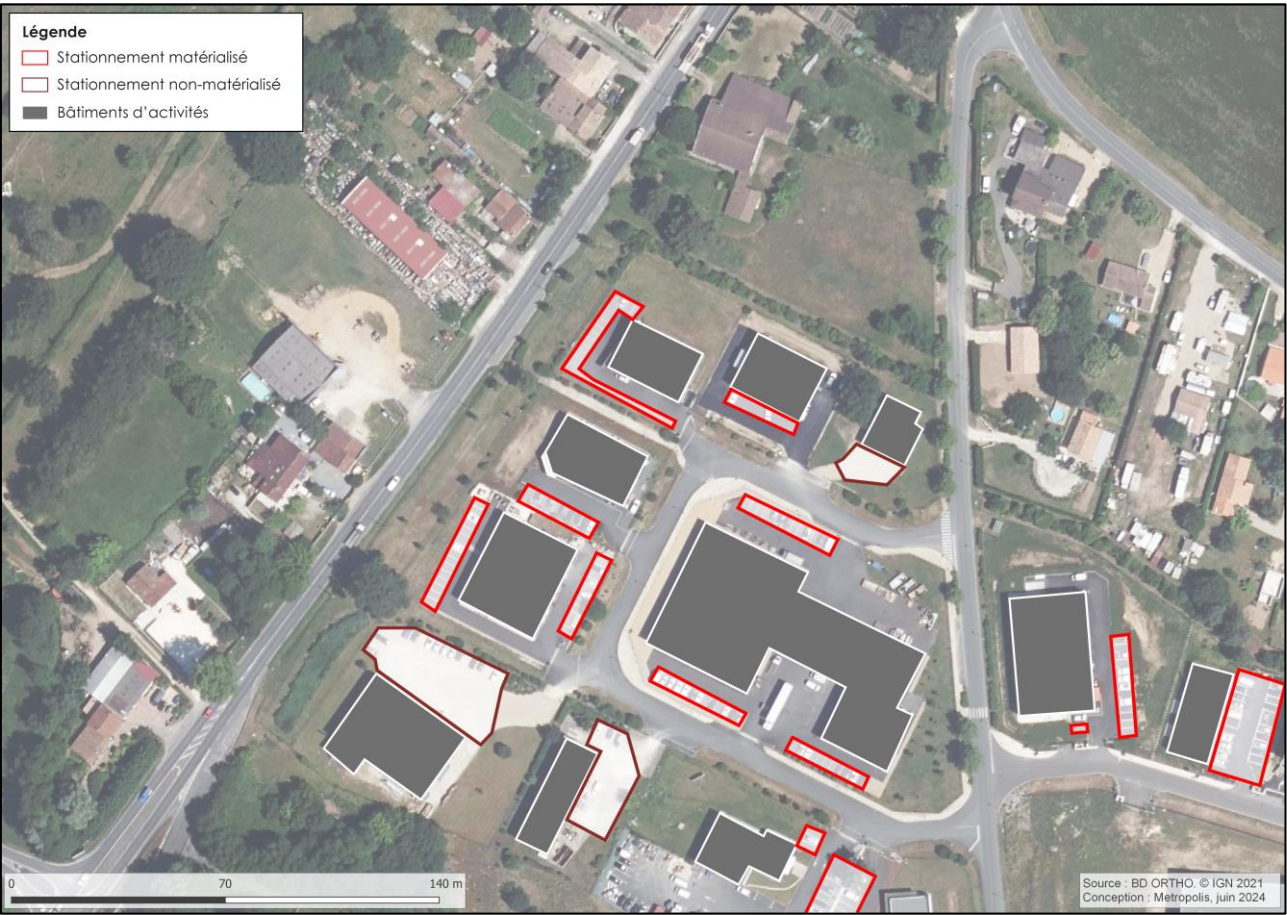 Légende
Stationnement matérialisé
Stationnement non-matérialisé
Bâtiments d'activités
0 70 140 m
Source : BD ORTHO. © IGN 2021
Conception : Metropolis, juin 2024